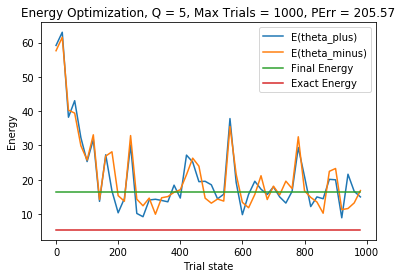 Energy Optimization, Q = 5, Max Trials = 1000, PErr = 205.57
E(theta_plus)
E(theta_minus)
Final Energy
Exact Energy
60
50
40
30
20
10
Energy
0
200
400
600
800
1000
Trial state